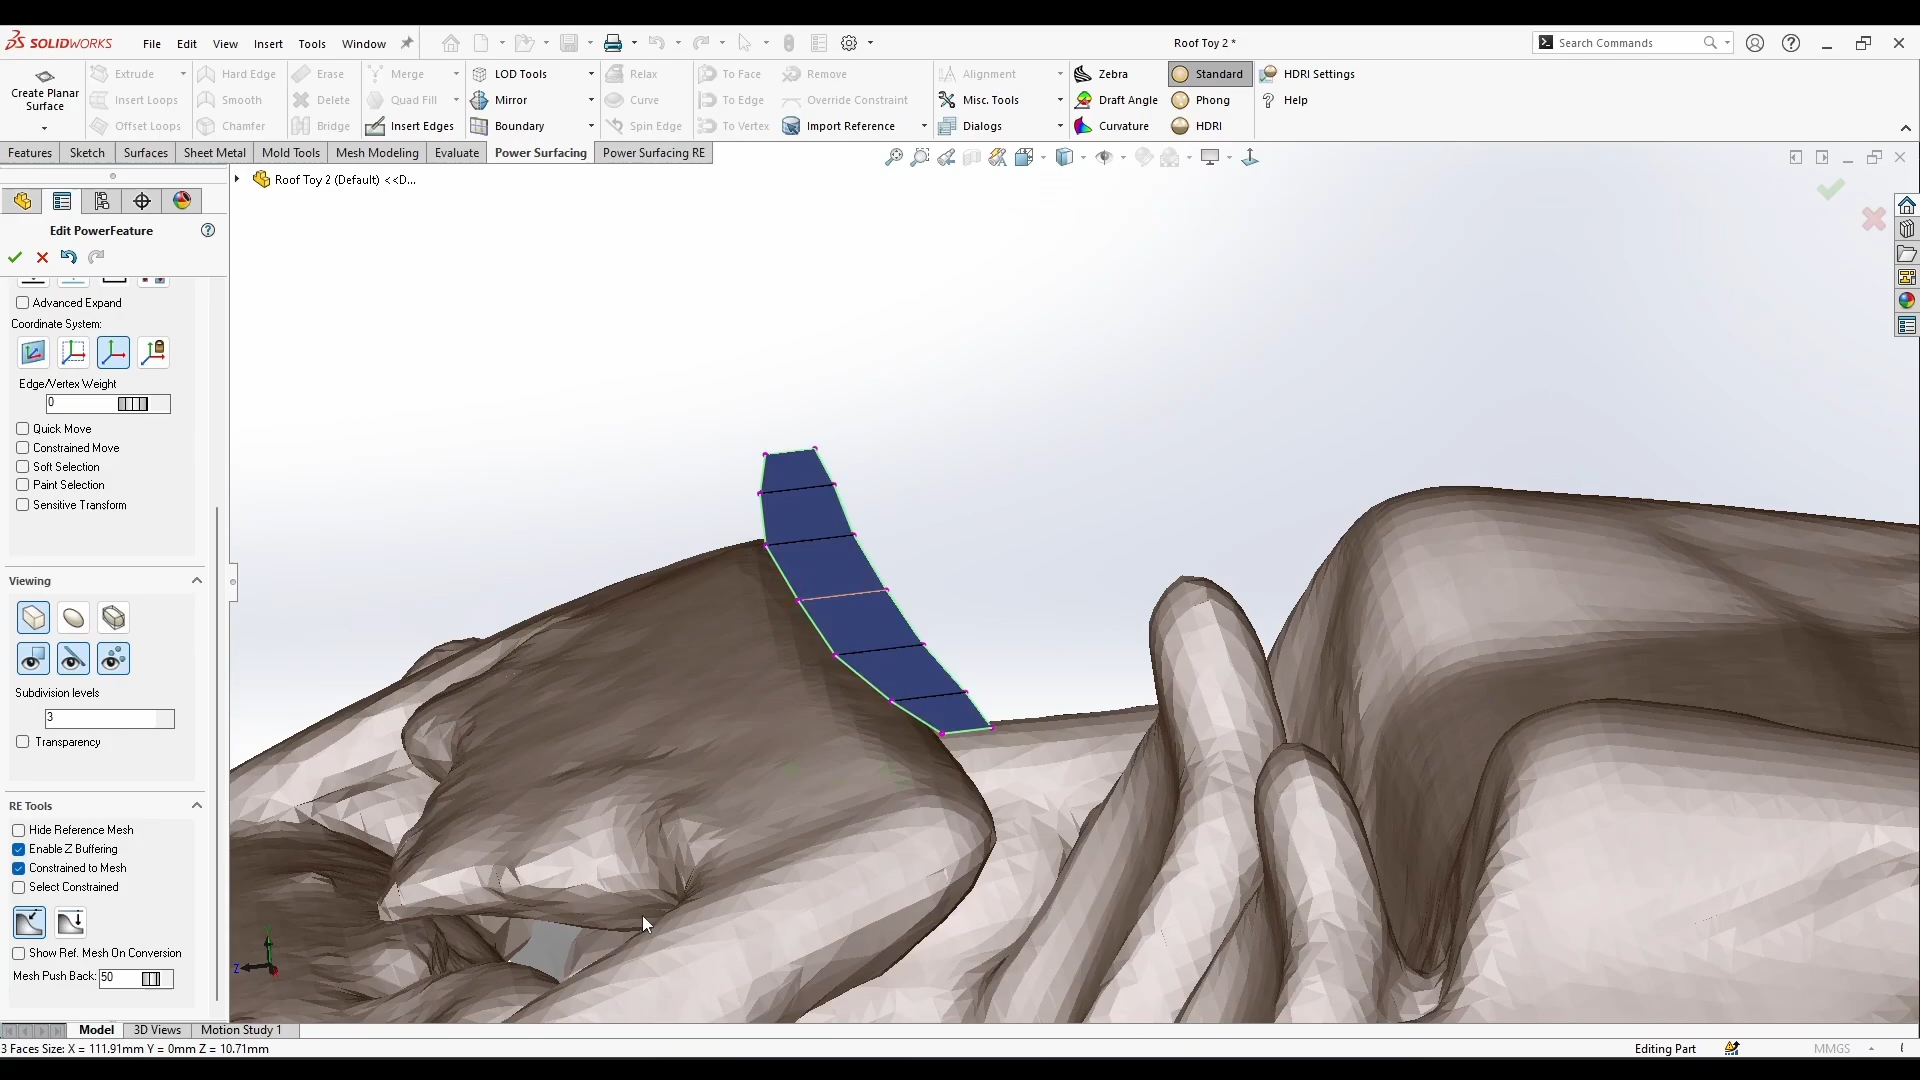 SOLIDWORKS File Edit View Insert Tools Window Roof Toy 2 * Search Commands
Create Planar Surface
Extrude Hard Edge Erase Merge LOD Tools Relax To Face Remove Alignment Zebra Standard HDRI Settings
Insert Loops Smooth Delete Quad Fill Mirror Curve To Edge Override Constraint Misc. Tools Draft Angle Phong Help
Offset Loops Chamfer Bridge Insert Edges Boundary Spin Edge To Vertex Import Reference Dialogs Curvature HDRI
Features Sketch Surfaces Sheet Metal Mold Tools Mesh Modeling Evaluate Power Surfacing Power Surfacing RE
Roof Toy 2 (Default) <<D...
Edit PowerFeature
Advanced Expand
Coordinate System:
Edge/Vertex Weight
0
Quick Move
Constrained Move
Soft Selection
Paint Selection
Sensitive Transform
Viewing
Subdivision levels
3
Transparency
RE Tools
Hide Reference Mesh
Enable Z Buffering
Constrained to Mesh
Select Constrained
Show Ref. Mesh On Conversion
Mesh Push Back: 50
Z
Model 3D Views Motion Study 1
3 Faces Size: X = 111.91mm Y = 0mm Z = 10.71mm Editing Part MMGS